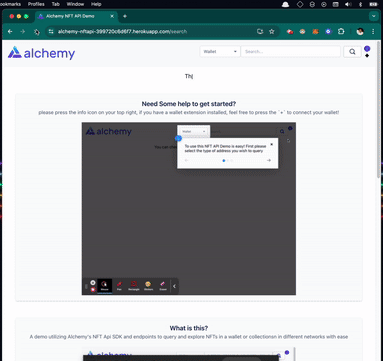 ookmarks Profiles Tab Window Help
Alchemy NFT API Demo
alchemy-nftapi-399720c6d6f7.herokuapp.com/search
alchemy
Wallet
Search...
Th
Need Some help to get started?
please press the info icon on your top right, if you have a wallet extension installed, feel free to press the `+` to connect your wallet!
alchemy
To use this NFT API Demo is easy! First please
select the type of address you wish to query
What is this?
A demo utilizing Alchemy's NFT Api SDK and endpoints to query and explore NFTs in a wallet or collectionsn in different networks with ease